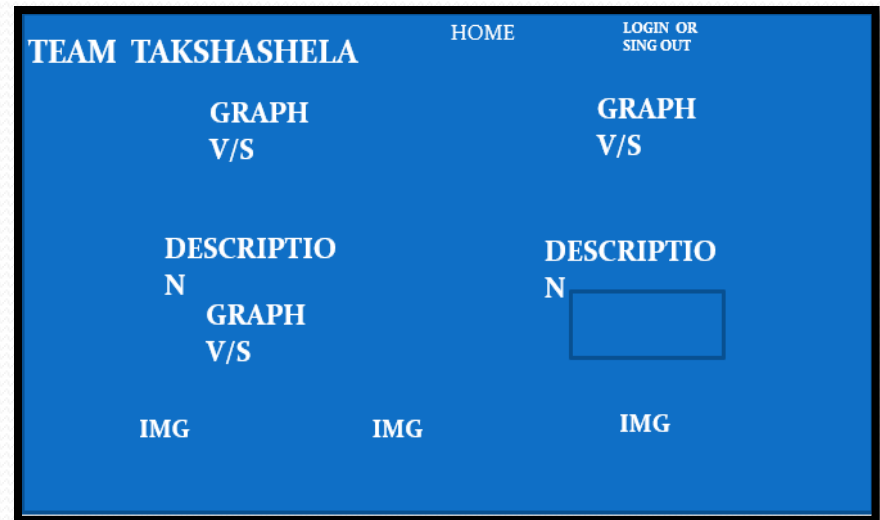 TEAM TAKSHASHELA
HOME
LOGIN OR
SING OUT
GRAPH
V/S
GRAPH
V/S
DESCRIPTIO
N
DESCRIPTIO
N
GRAPH
V/S
IMG
IMG
IMG